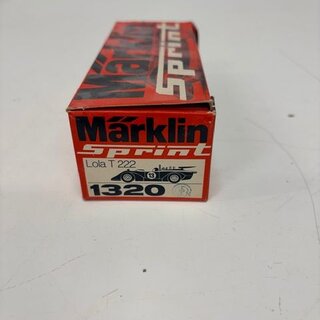 Märklin
Sprint
Märklin
Sprint
Lola T 222
1320